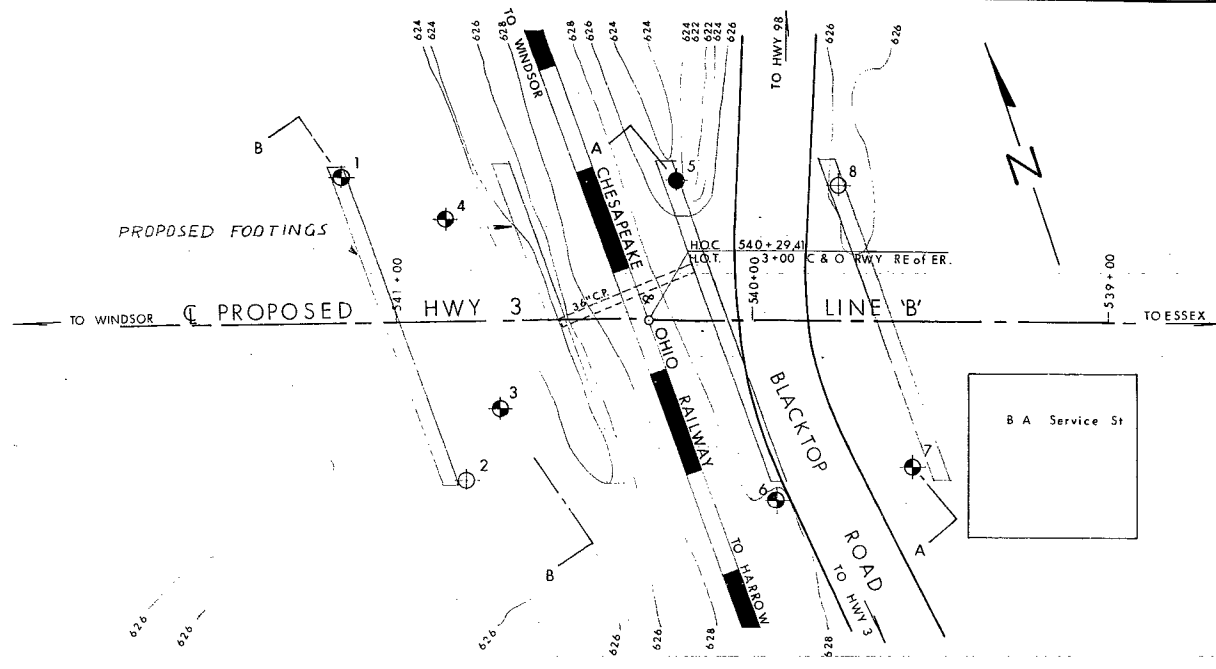 624
624
626
628
TO WINDSOR
628
626
624
624
624
622
622
624
626
TO HWY 98
626
626
B
A
1
5
8
4
CHESAPEAKE
N
PROPOSED FOOTINGS
H.O.C. 540 + 29.41
H.O.T. 3+00 C & O RWY RE of ER.
541 + 00
540+00
539 + 00
36" C.P.
&
TO WINDSOR ℄ PROPOSED HWY 3 LINE 'B' TO ESSEX
OHIO
RAILWAY
BLACKTOP
ROAD
B A Service St
3
2
7
6
A
B
TO HARROW
TO HWY 3
626
626
626
626
626
628
628